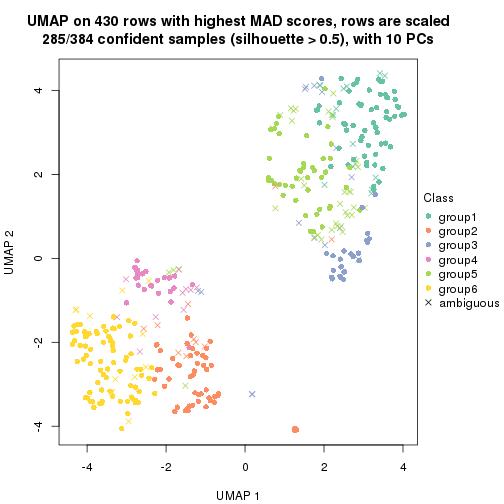 UMAP on 430 rows with highest MAD scores, rows are scaled
285/384 confident samples (silhouette > 0.5), with 10 PCs
4
2
0
-2
-4
UMAP 2
-4
-2
0
2
4
UMAP 1
Class
group1
group2
group3
group4
group5
group6
ambiguous